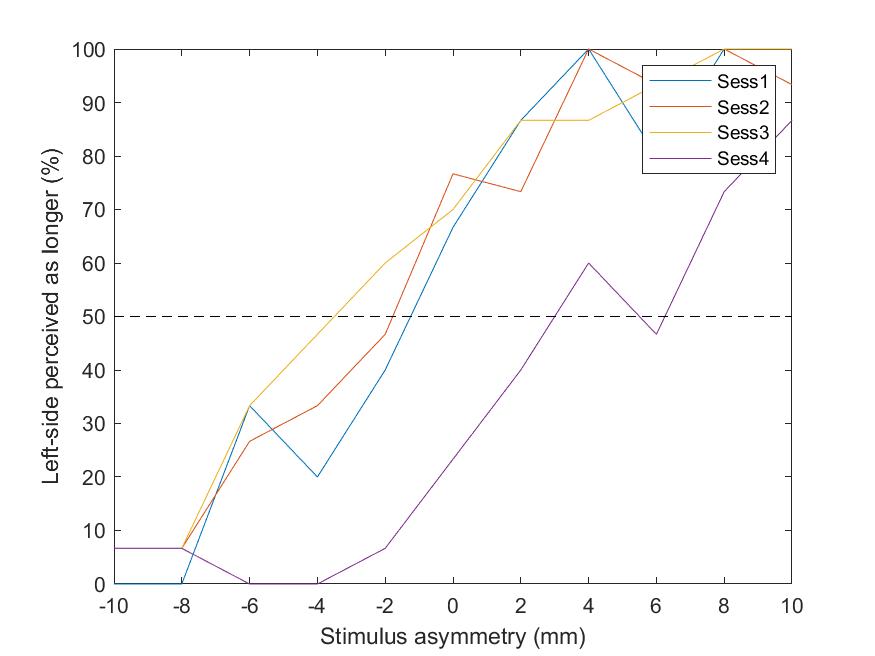 100
90
80
70
60
50
40
30
20
10
0
Left-side perceived as longer (%)
Sess1
Sess2
Sess3
Sess4
-10 -8 -6 -4 -2 0 2 4 6 8 10
Stimulus asymmetry (mm)